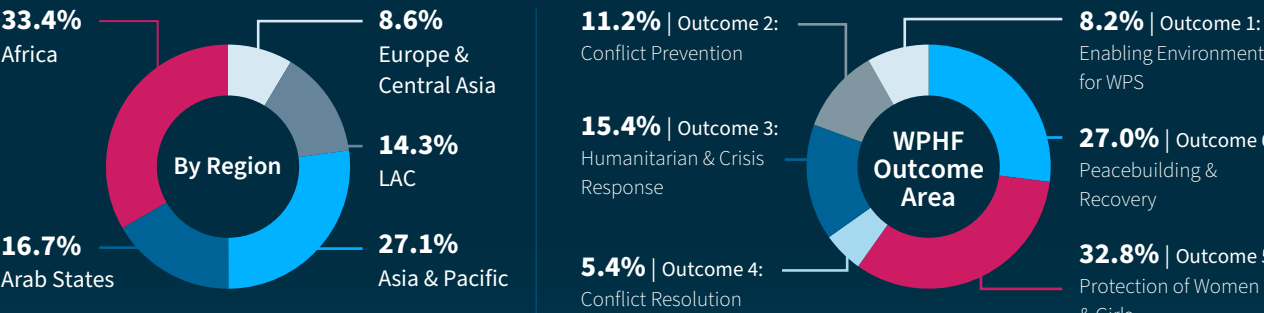 33.4%
Africa
8.6%
Europe &
Central Asia
14.3%
LAC
By Region
16.7%
Arab States
27.1%
Asia & Pacific
11.2% | Outcome 2:
Conflict Prevention
8.2% | Outcome 1:
Enabling Environment
for WPS
15.4% | Outcome 3:
Humanitarian & Crisis
Response
WPHF
Outcome
Area
27.0% | Outcome
Peacebuilding &
Recovery
5.4% | Outcome 4:
Conflict Resolution
32.8% | Outcome
Protection of Women
& Girls